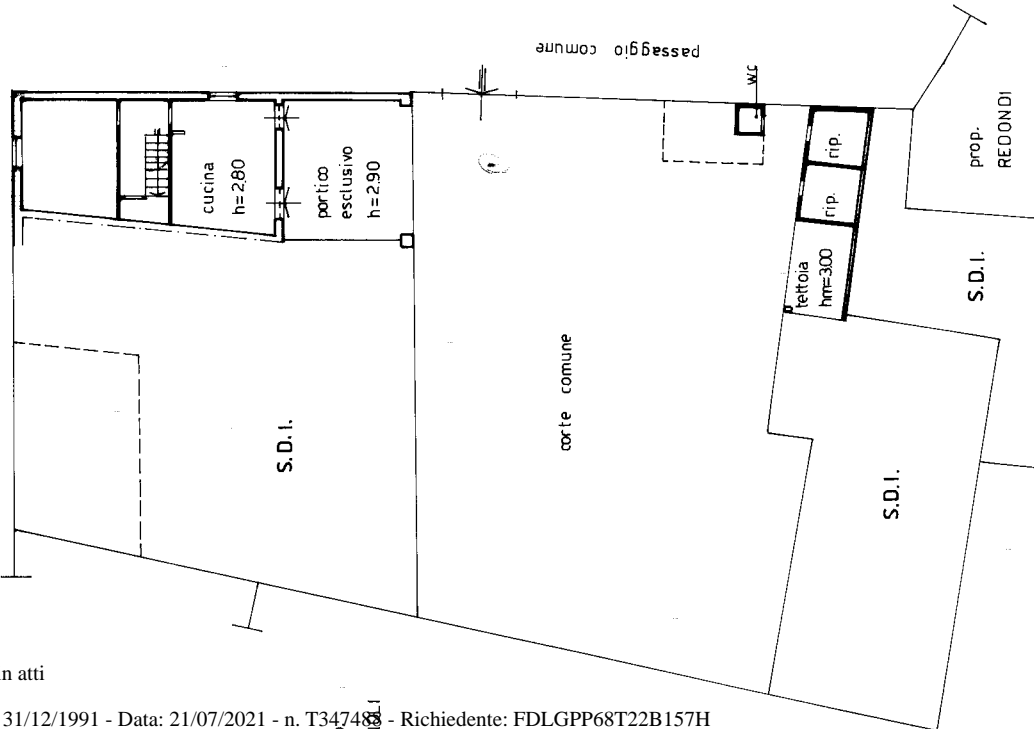 passaggio comune
W.C
cucina
h=2,80
portico
esclusivo
h=2.90
rip.
rip.
tettoia
hm=3.00
prop.
REDONDI
S.D.I.
corte comune
S.D.I.
S.D.I.
n atti
31/12/1991 - Data: 21/07/2021 - n. T347488 - Richiedente: FDLGPP68T22B157H